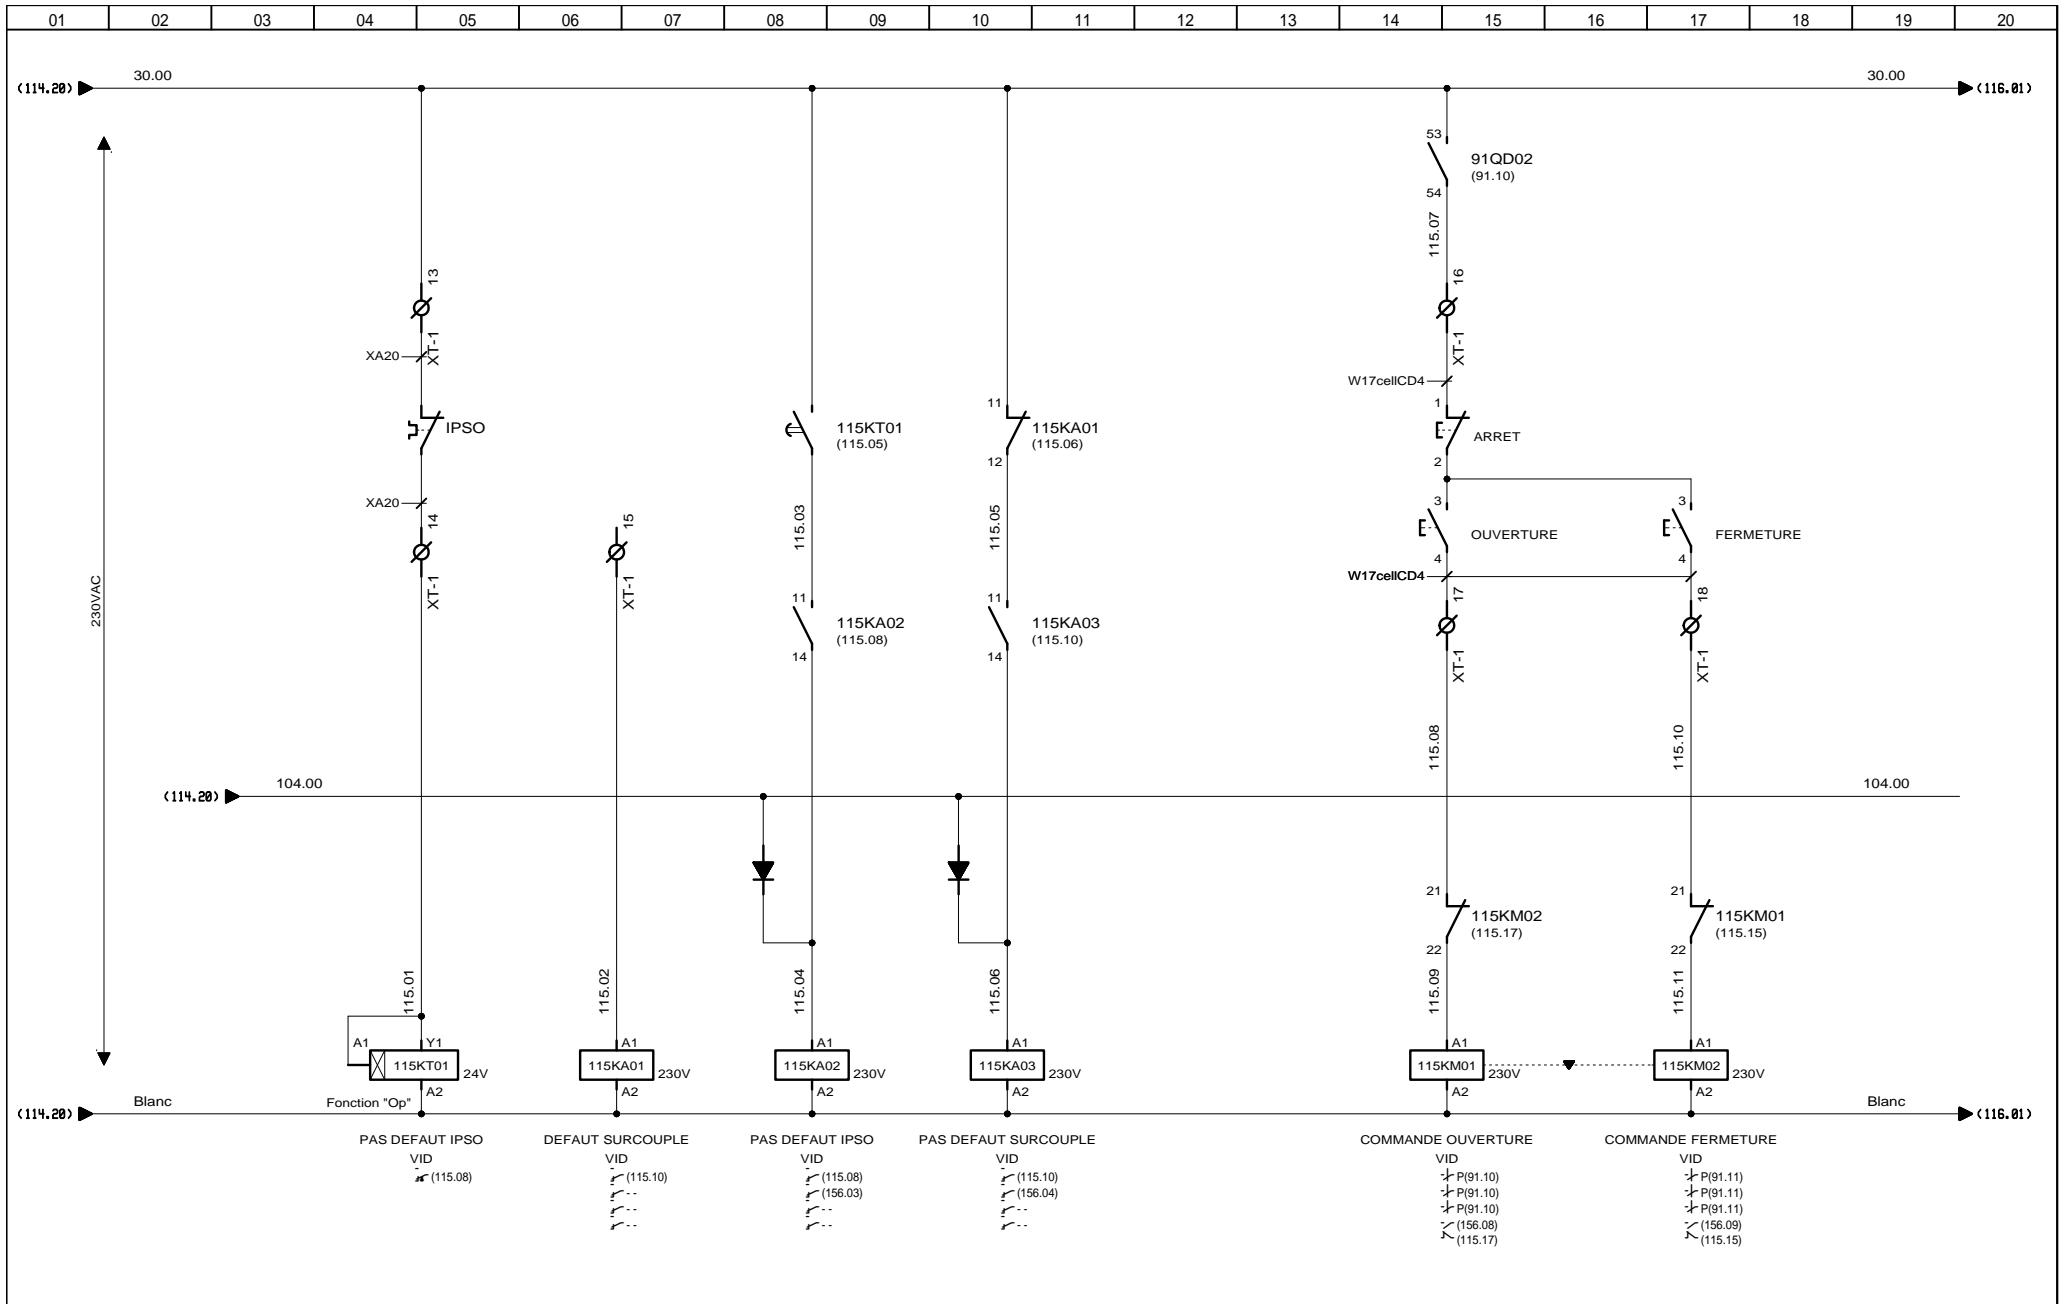 01 02 03 04 05 06 07 08 09 10 11 12 13 14 15 16 17 18 19 20
30.00 30.00
(114.20) (116.01)
53
91QD02
(91.10)
54
115.07
13 16
XT-1 XT-1
XA20
W17cellCD4
11 1
IPSO 115KT01 115KA01 ARRET
(115.05) (115.06)
12 2
XA20 3 3
14 15 115.03 115.05
OUVERTURE FERMETURE
4 4
W17cellCD4
XT-1 XT-1
230VAC
17 18
11 11
115KA02 115KA03
(115.08) (115.10)
14 14
XT-1 XT-1
115.08 115.10
104.00 104.00
(114.20)
21 21
115KM02 115KM01
(115.17) (115.15)
22 22
115.01 115.02 115.04 115.06 115.09 115.11
A1 Y1 A1 A1 A1 A1 A1
115KT01 24V 115KA01 230V 115KA02 230V 115KA03 230V 115KM01 230V 115KM02 230V
A2 A2 A2 A2 A2 A2
Blanc Fonction "Op" Blanc
(114.20) (116.01)
PAS DEFAUT IPSO DEFAUT SURCOUPLE PAS DEFAUT IPSO PAS DEFAUT SURCOUPLE COMMANDE OUVERTURE COMMANDE FERMETURE
VID VID VID VID VID VID
(115.08) (115.10) (115.08) (115.10) P(91.10) P(91.11)
-- (156.03) (156.04) P(91.10) P(91.11)
-- -- -- P(91.10) P(91.11)
-- -- -- (156.08) (156.09)
(115.17) (115.15)